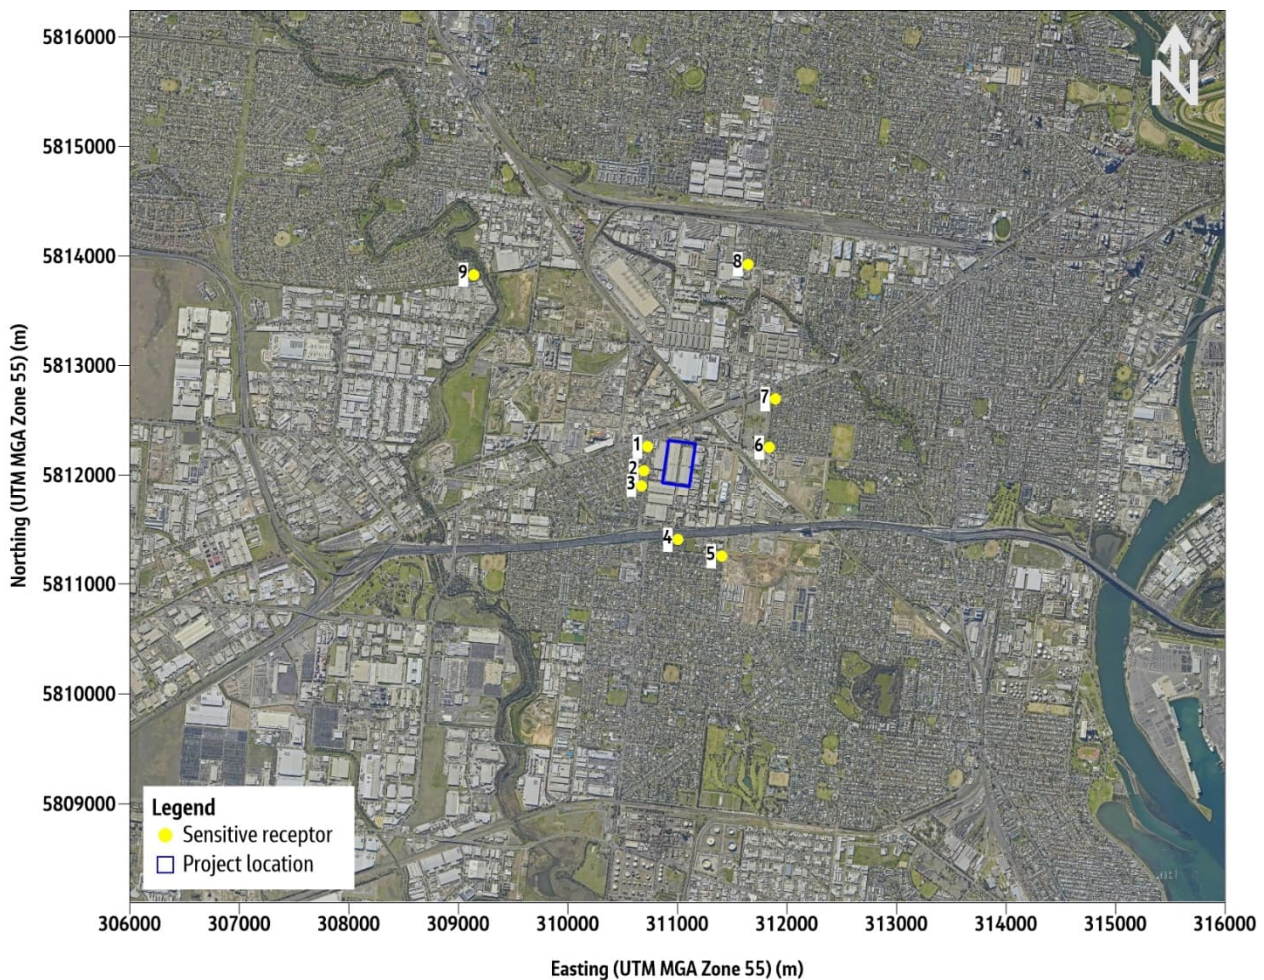 N
5816000
5815000
5814000
5813000
5812000
5811000
5810000
5809000
Northing (UTM MGA Zone 55) (m)
8
9
7
1
6
2
3
4
5
Legend
Sensitive receptor
Project location
306000 307000 308000 309000 310000 311000 312000 313000 314000 315000 316000
Easting (UTM MGA Zone 55) (m)